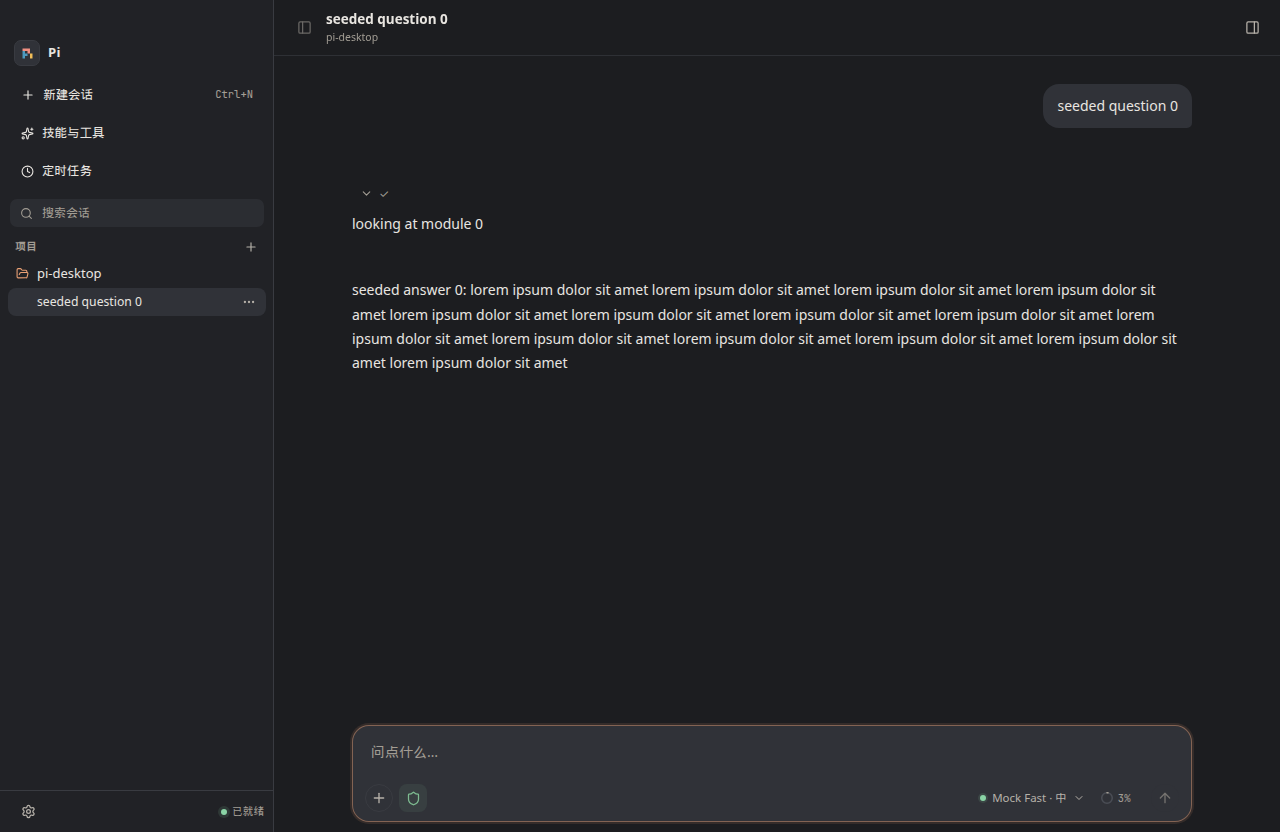 Pi
新建会话 Ctrl+N
技能与工具
定时任务
搜索会话
项目
pi-desktop
seeded question 0
已就绪
seeded question 0
pi-desktop
seeded question 0
looking at module 0
seeded answer 0: lorem ipsum dolor sit amet lorem ipsum dolor sit amet lorem ipsum dolor sit amet lorem ipsum dolor sit
amet lorem ipsum dolor sit amet lorem ipsum dolor sit amet lorem ipsum dolor sit amet lorem ipsum dolor sit amet lorem
ipsum dolor sit amet lorem ipsum dolor sit amet lorem ipsum dolor sit amet lorem ipsum dolor sit amet lorem ipsum dolor sit
amet lorem ipsum dolor sit amet
问点什么...
Mock Fast · 中 3%